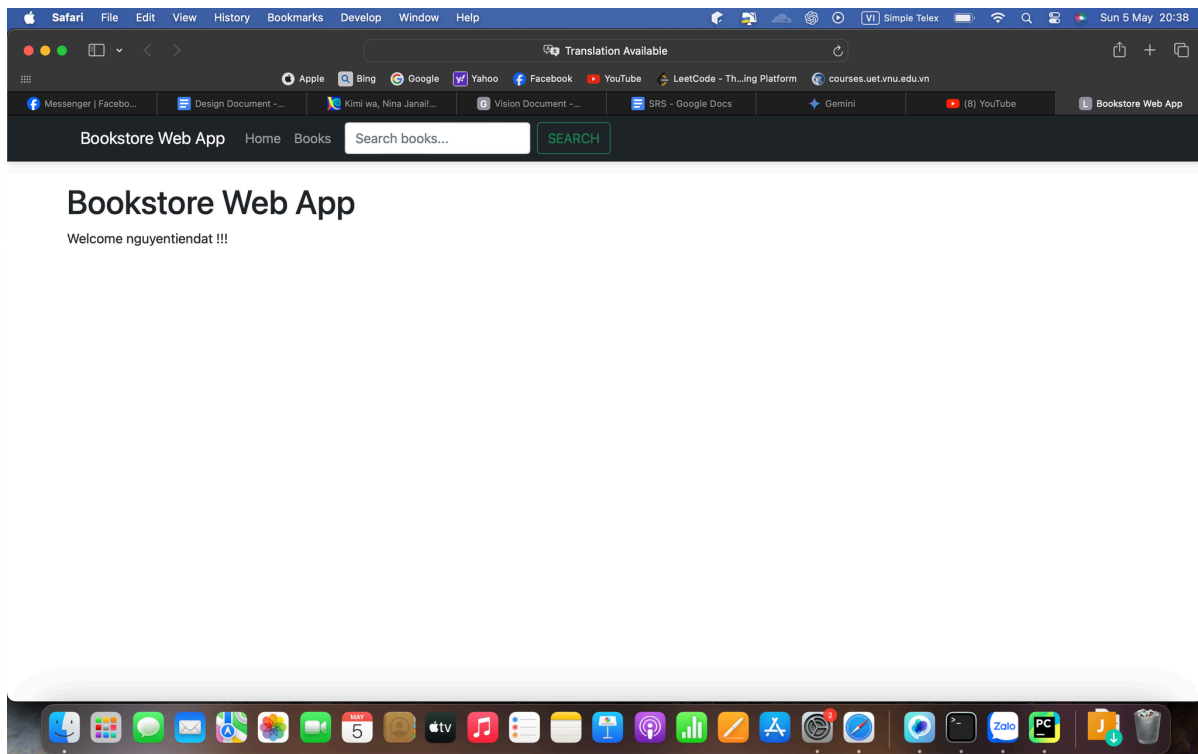 Safari File Edit View History Bookmarks Develop Window Help VI Simple Telex Sun 5 May 20:38
Translation Available
Apple Bing Google Yahoo Facebook YouTube LeetCode - Th...ing Platform courses.uet.vnu.edu.vn
Messenger | Facebo... Design Document -... Kimi wa, Nina Janai!... G Vision Document -... SRS - Google Docs Gemini (8) YouTube L Bookstore Web App
Bookstore Web App Home Books Search books... SEARCH
Bookstore Web App
Welcome nguyentiendat !!!
MAY
5 tv 2 Zalo PC J